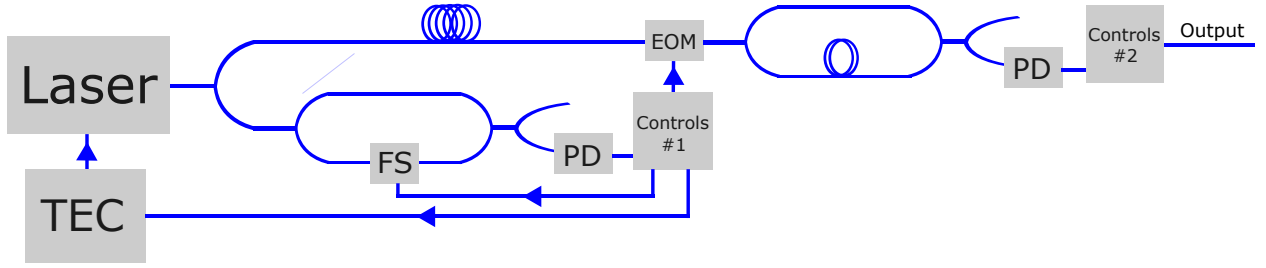 Laser
EOM
Controls
#2
Output
PD
Controls
#1
PD
FS
TEC